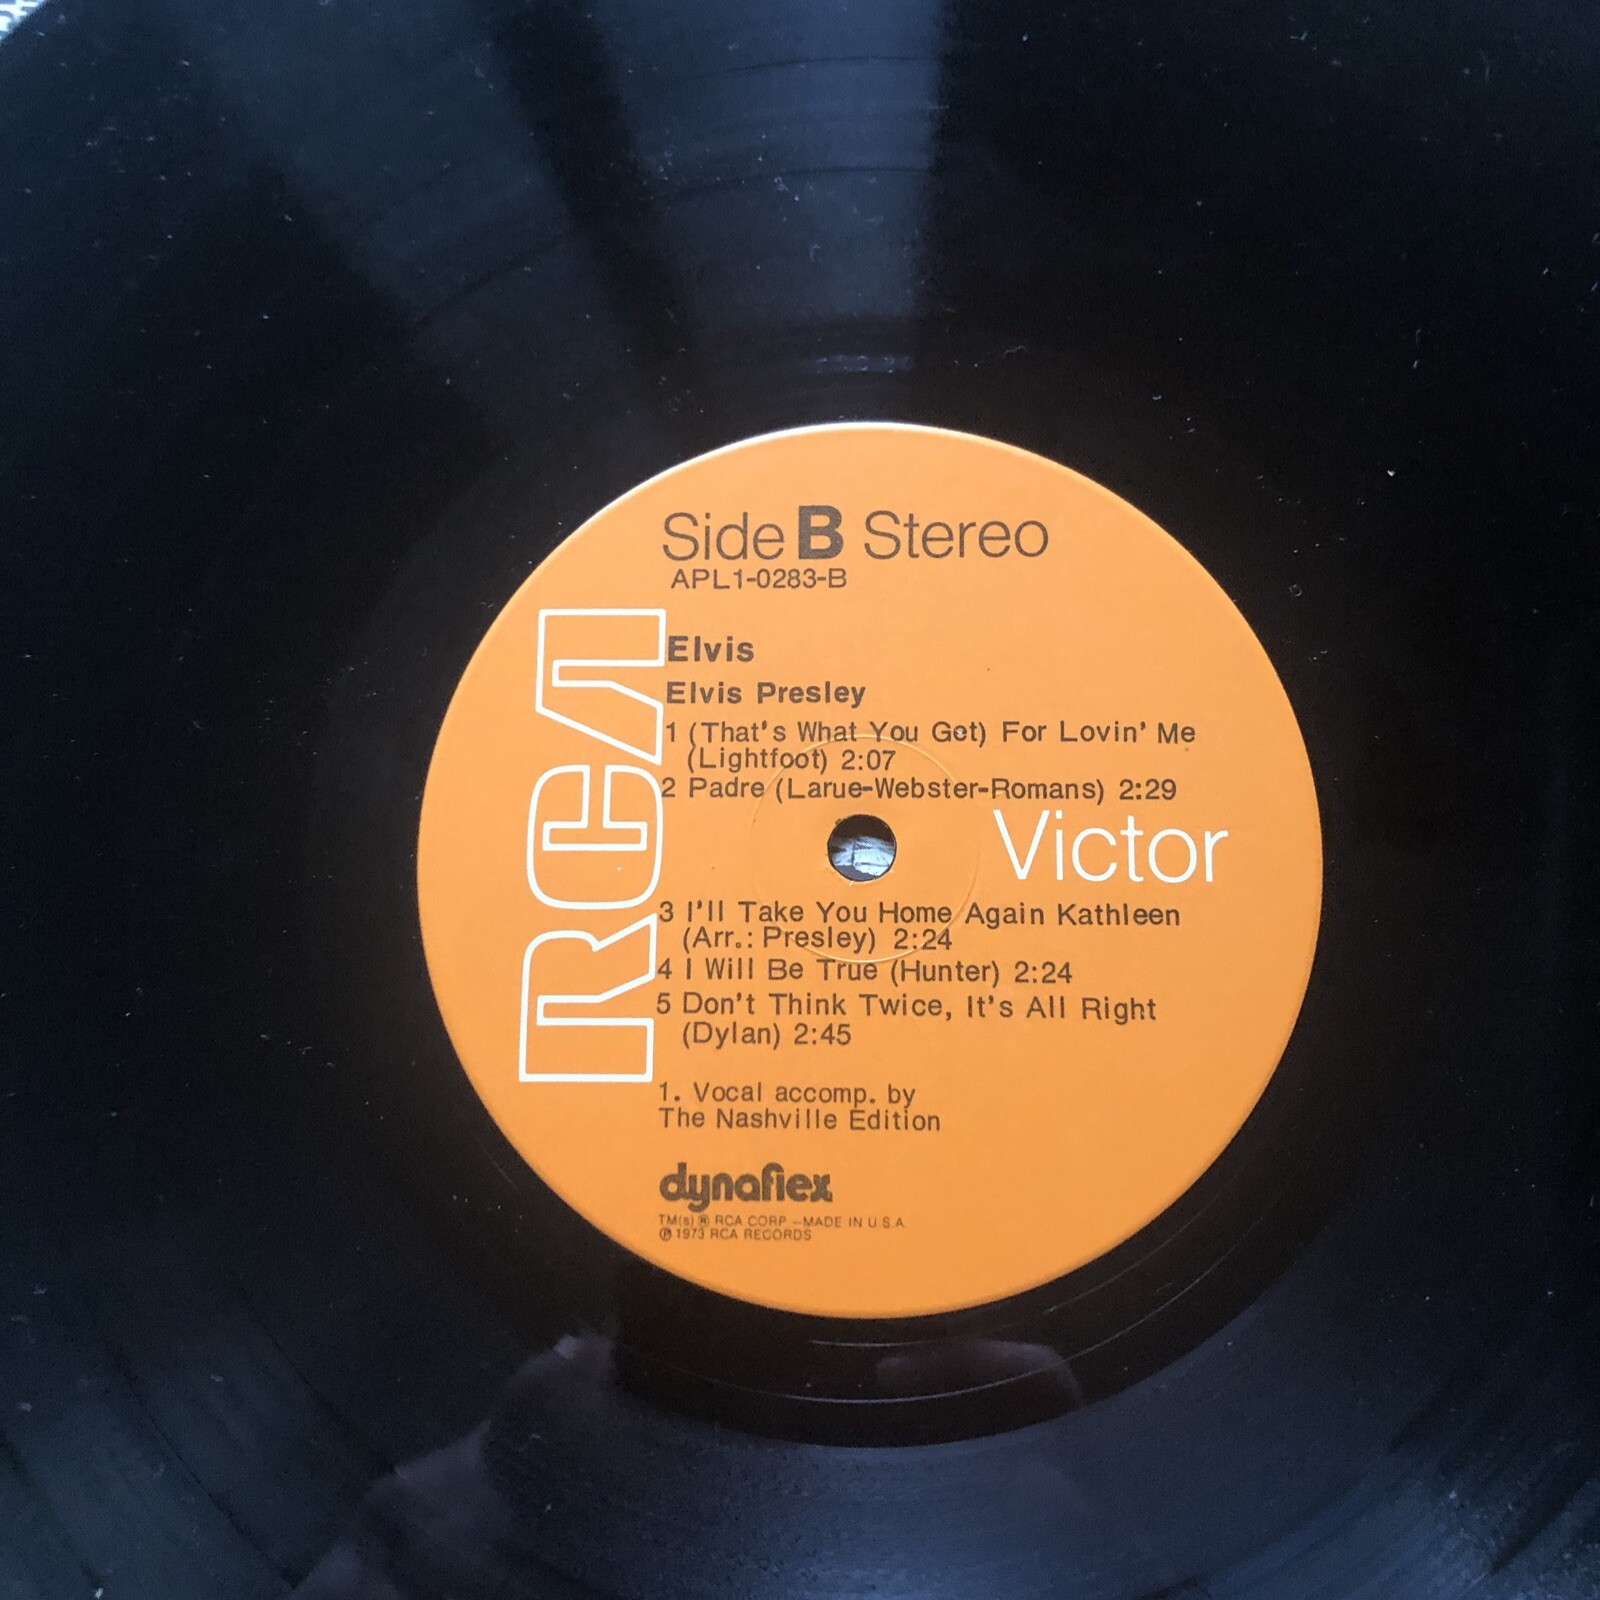 Side B Stereo
APL1-0283-B
RCA
Elvis
Elvis Presley
1 (That's What You Get) For Lovin' Me
(Lightfoot) 2:07
2 Padre (Larue-Webster-Romans) 2:29
Victor
3 I'll Take You Home Again Kathleen
(Arr.: Presley) 2:24
4 I Will Be True (Hunter) 2:24
5 Don't Think Twice, It's All Right
(Dylan) 2:45
1. Vocal accomp. by
The Nashville Edition
dynaflex
TM(s) ® RCA CORP.—MADE IN U.S.A.
℗ 1973 RCA RECORDS